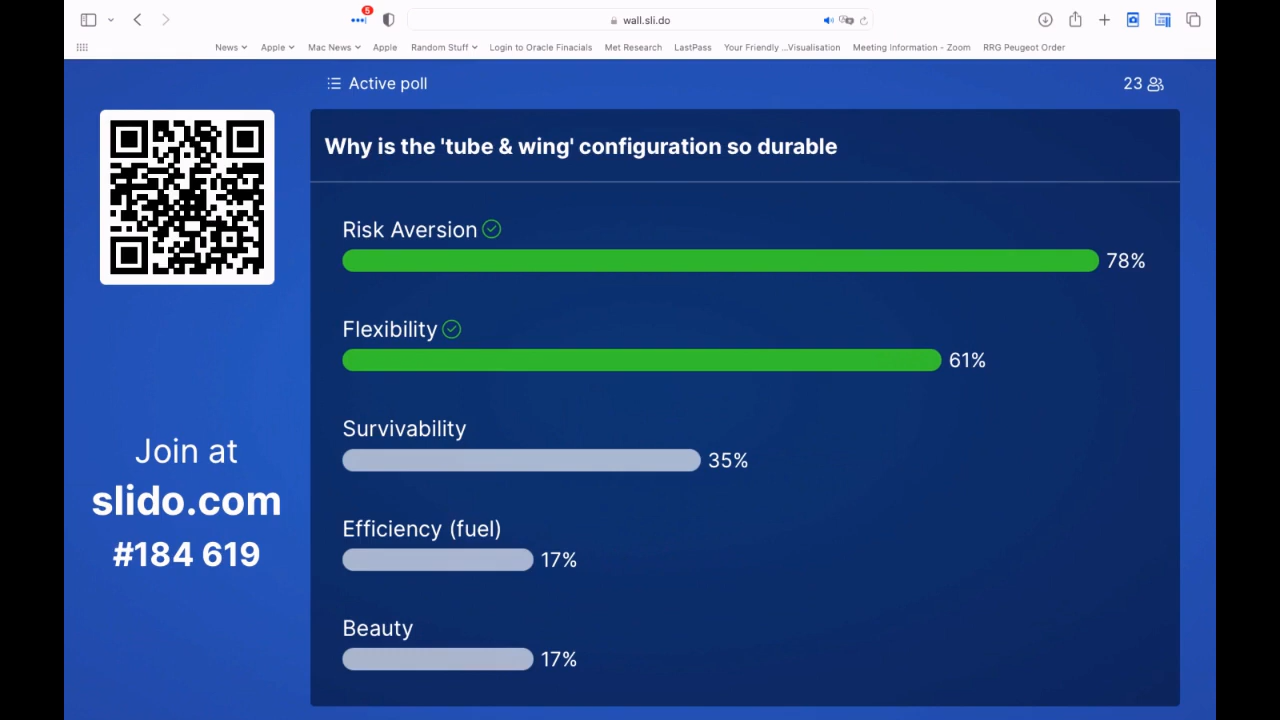 5
wall.sli.do
News Apple Mac News Apple Random Stuff Login to Oracle Finacials Met Research LastPass Your Friendly ...Visualisation Meeting Information - Zoom RRG Peugeot Order
Active poll
23
Why is the 'tube & wing' configuration so durable
Risk Aversion
78%
Flexibility
61%
Survivability
35%
Efficiency (fuel)
17%
Beauty
17%
Join at
slido.com
#184 619